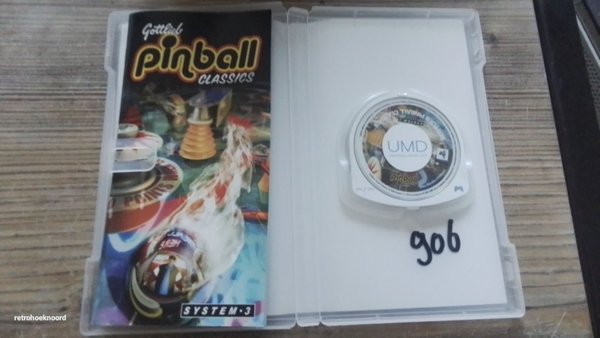 Gottlieb
pinball
CLASSICS
SYSTEM·3
UMD
906
retrohoeknoord